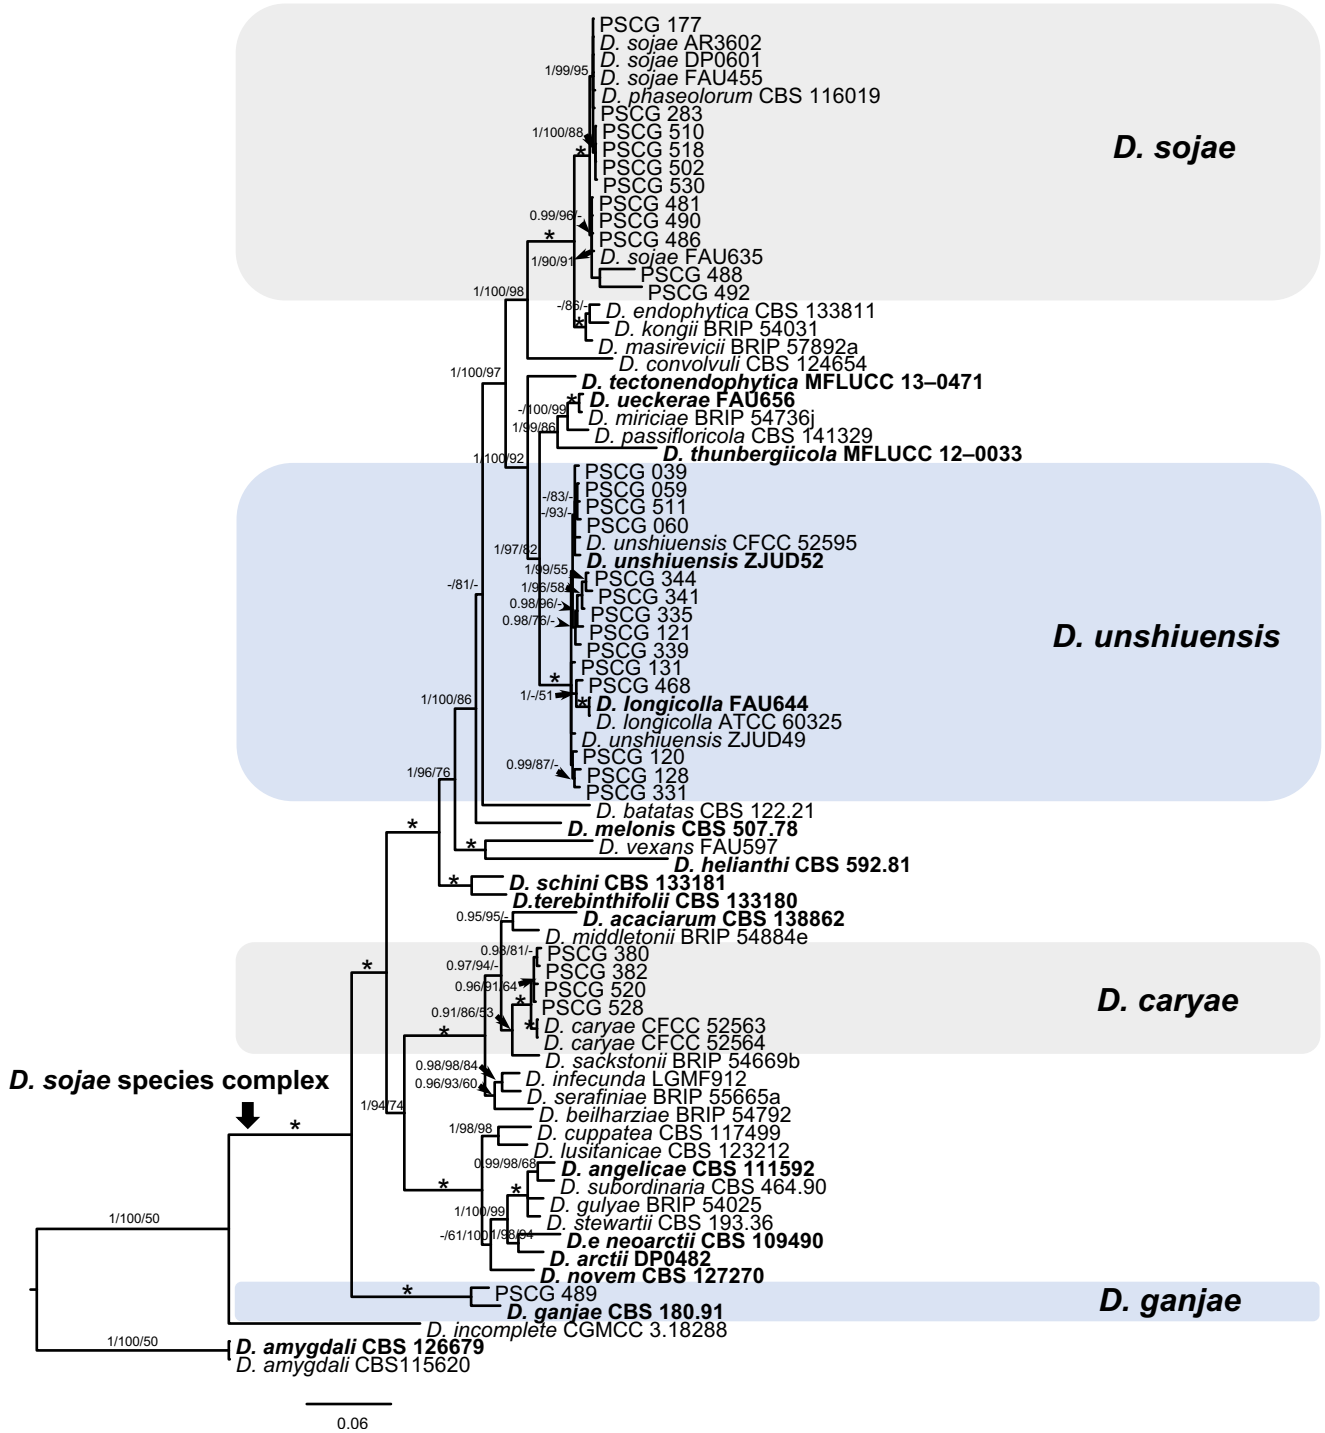 PSCG 177
D. sojae AR3602
D. sojae DP0601
1/99/95
D. sojae FAU455
D. phaseolorum CBS 116019
PSCG 283
1/100/88
PSCG 510
D. sojae
PSCG 518
*
PSCG 502
PSCG 530
PSCG 481
0.99/96/-
PSCG 490
*
PSCG 486
1/90/91
D. sojae FAU635
PSCG 488
1/100/98
PSCG 492
-/86/-
D. endophytica CBS 133811
*
D. kongii BRIP 54031
D. masirevicii BRIP 57892a
D. convolvuli CBS 124654
1/100/97
D. tectonendophytica MFLUCC 13–0471
*
D. ueckerae FAU656
-/100/99
D. miriciae BRIP 54736j
1/99/86
D. passifloricola CBS 141329
1/100/92
D. thunbergiicola MFLUCC 12–0033
PSCG 039
-/83/-
PSCG 059
-/93/-
PSCG 511
PSCG 060
1/97/82
D. unshiuensis CFCC 52595
D. unshiuensis ZJUD52
1/99/55
PSCG 344
-/81/-
1/96/58
PSCG 341
0.98/96/-
PSCG 335
0.98/76/-
PSCG 121
D. unshiuensis
PSCG 339
PSCG 131
*
PSCG 468
1/-/51
*
D. longicolla FAU644
1/100/86
D. longicolla ATCC 60325
D. unshiuensis ZJUD49
PSCG 120
0.99/87/-
PSCG 128
1/96/76
PSCG 331
D. batatas CBS 122.21
*
D. melonis CBS 507.78
*
D. vexans FAU597
D. helianthi CBS 592.81
*
D. schini CBS 133181
D.terebinthifolii CBS 133180
0.95/95/-
D. acaciarum CBS 138862
D. middletonii BRIP 54884e
0.98/81/-
PSCG 380
*
0.97/94/-
PSCG 382
0.96/91/64
PSCG 520
*
D. caryae
0.91/86/53
PSCG 528
*
*
D. caryae CFCC 52563
D. caryae CFCC 52564
D. sackstonii BRIP 54669b
0.98/98/84
D. infecunda LGMF912
D. sojae species complex
0.96/93/60
D. serafiniae BRIP 55665a
1/94/74
D. beilharziae BRIP 54792
*
1/98/98
D. cuppatea CBS 117499
D. lusitanicae CBS 123212
0.99/98/68
D. angelicae CBS 111592
*
*
D. subordinaria CBS 464.90
D. gulyae BRIP 54025
1/100/50
1/100/99
D. stewartii CBS 193.36
-/61/100
1/98/94
D.e neoarctii CBS 109490
D. arctii DP0482
D. novem CBS 127270
*
PSCG 489
D. ganjae
D. ganjae CBS 180.91
D. incomplete CGMCC 3.18288
1/100/50
D. amygdali CBS 126679
D. amygdali CBS115620
0.06